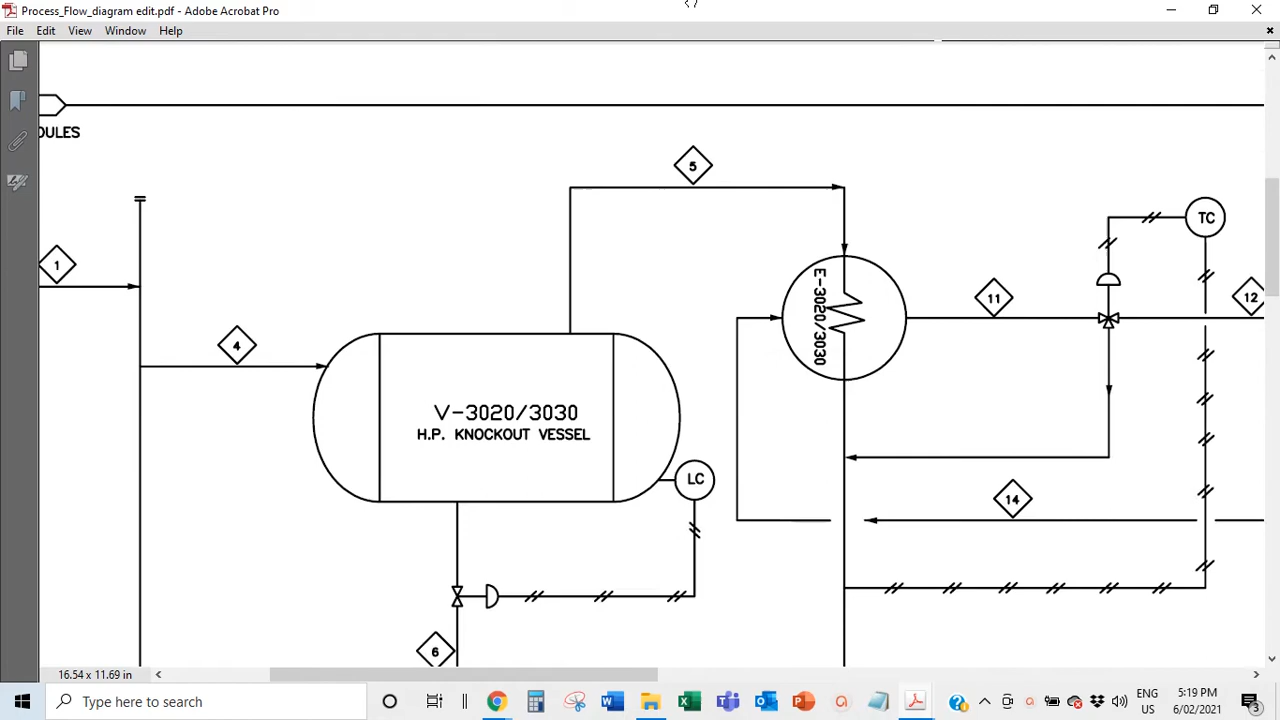 Process_Flow_diagram edit.pdf - Adobe Acrobat Pro
File Edit View Window Help
DULES
5
TC
1
11
12
4
E-3020/3030
V-3020/3030
H.P. KNOCKOUT VESSEL
LC
14
6
16.54 x 11.69 in
Type here to search
ENG
US
5:19 PM
6/02/2021
3